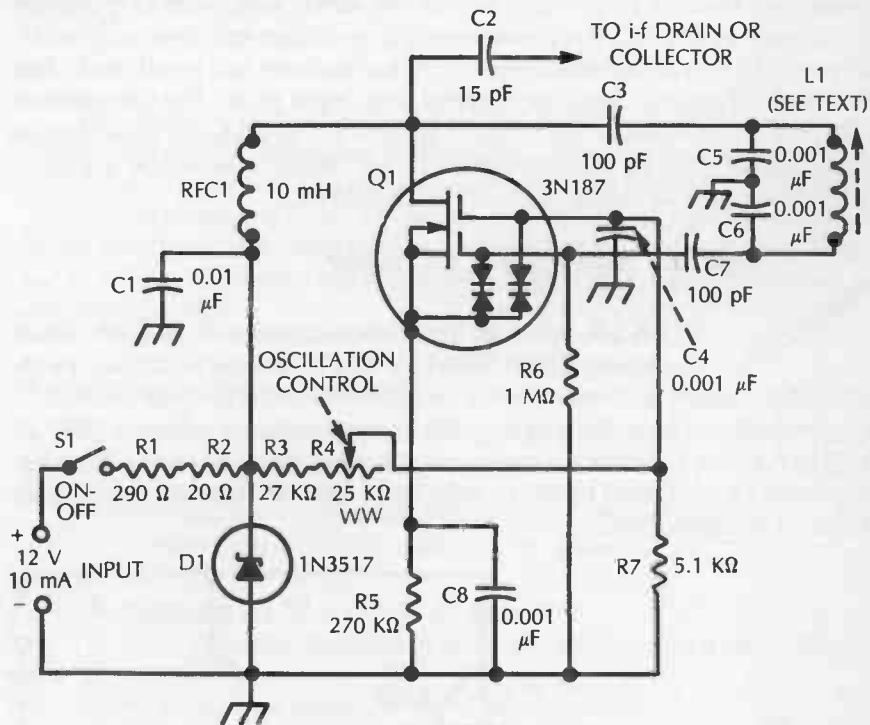 C2
15 pF
TO i-f DRAIN OR
COLLECTOR
C3
100 pF
L1
(SEE TEXT)
RFC1
10 mH
Q1
3N187
C5
0.001
μF
C6
0.001
μF
C1
0.01
μF
C7
100 pF
C4
0.001 μF
OSCILLATION
CONTROL
R6
1 MΩ
S1
ON-
OFF
R1
290 Ω
R2
20 Ω
R3
27 KΩ
R4
25 KΩ
WW
+
12 V
10 mA
−
INPUT
D1
1N3517
R5
270 KΩ
C8
0.001
μF
R7
5.1 KΩ